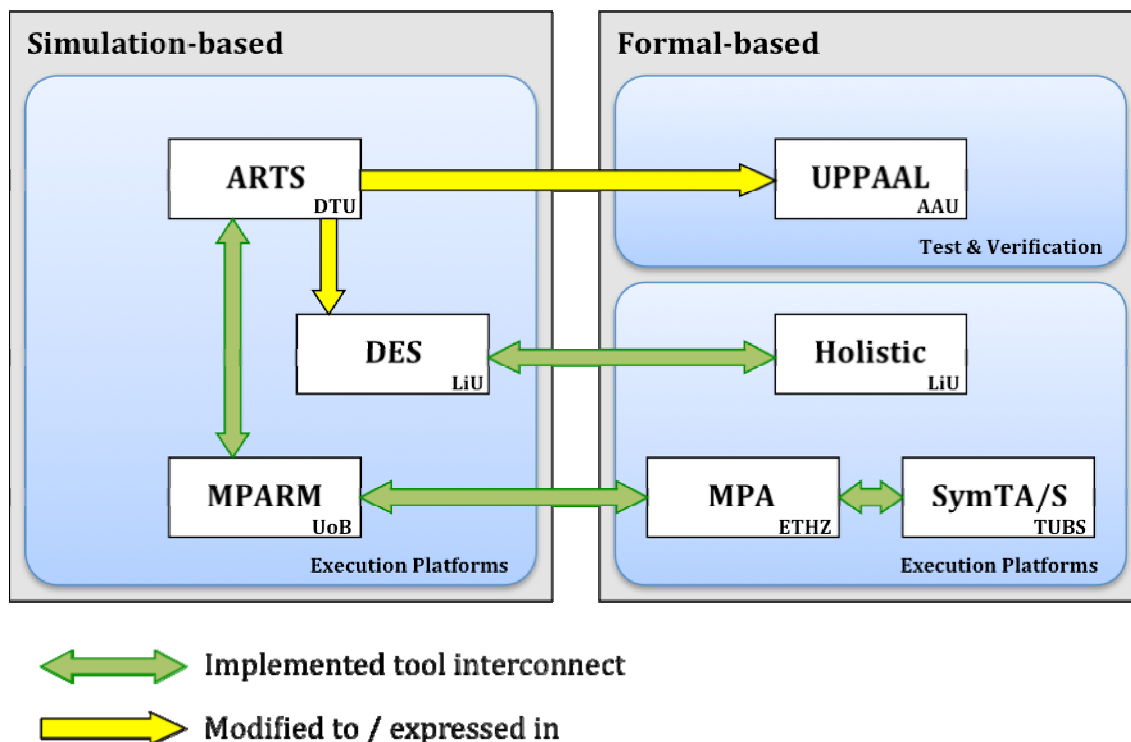 Simulation-based
ARTS
DTU
DES
LiU
MPARM
UoB
Execution Platforms
Formal-based
UPPAAL
AAU
Test & Verification
Holistic
LiU
MPA
ETHZ
SymTA/S
TUBS
Execution Platforms
Implemented tool interconnect
Modified to / expressed in